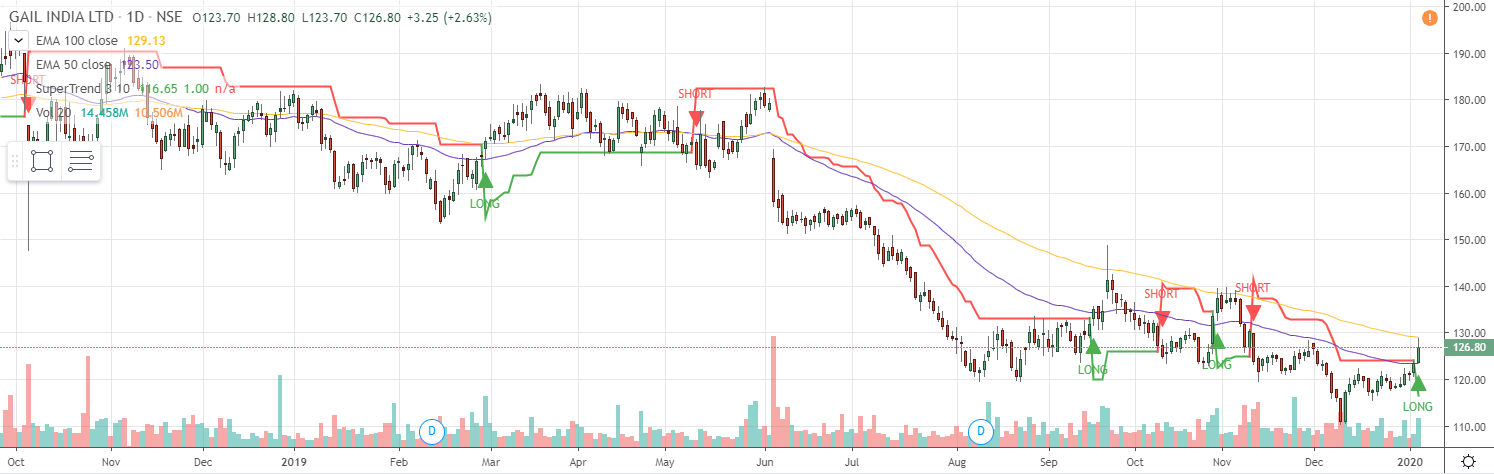 GAIL INDIA LTD · 1D · NSE O123.70 H128.80 L123.70 C126.80 +3.25 (+2.63%)
EMA 100 close 129.13
EMA 50 close 123.50
SuperTrend 3 10 116.65 1.00 n/a
Vol 20 14.458M 10.506M
SHORT
SHORT
LONG
SHORT
SHORT
LONG
LONG
LONG
D
D
200.00
190.00
180.00
170.00
160.00
150.00
140.00
130.00
126.80
120.00
110.00
Oct Nov Dec 2019 Feb Mar Apr May Jun Jul Aug Sep Oct Nov Dec 2020